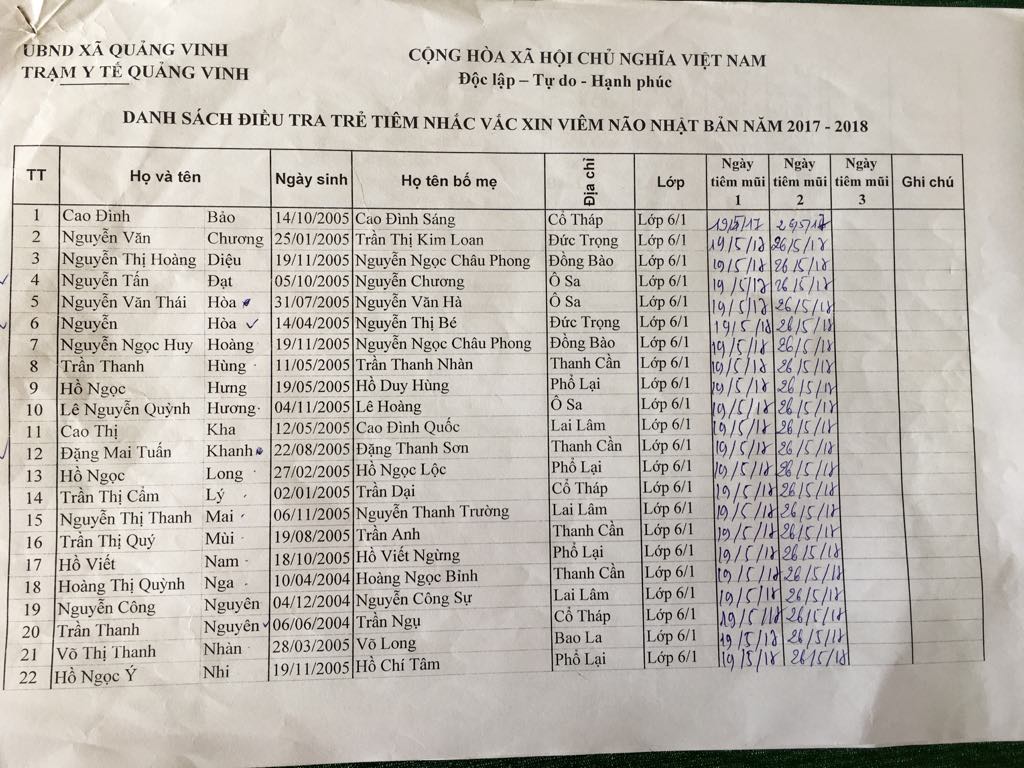 UBND XÃ QUẢNG VINH
TRẠM Y TẾ QUẢNG VINH
CỘNG HÒA XÃ HỘI CHỦ NGHĨA VIỆT NAM
Độc lập – Tự do - Hạnh phúc
DANH SÁCH ĐIỀU TRA TRẺ TIÊM NHẮC VẮC XIN VIÊM NÃO NHẬT BẢN NĂM 2017 - 2018
TT Họ và tên Ngày sinh Họ tên bố mẹ Địa chỉ Lớp Ngày tiêm mũi 1 Ngày tiêm mũi 2 Ngày tiêm mũi 3 Ghi chú
1 Cao Đình Bảo 14/10/2005 Cao Đình Sáng Cổ Tháp Lớp 6/1
2 Nguyễn Văn Chương 25/01/2005 Trần Thị Kim Loan Đức Trọng Lớp 6/1 19/5/18 26/5/18
3 Nguyễn Thị Hoàng Diệu 19/11/2005 Nguyễn Ngọc Châu Phong Đồng Bào Lớp 6/1 19/5/18 26/5/18
4 Nguyễn Tấn Đạt 05/10/2005 Nguyễn Chương Ô Sa Lớp 6/1 19/5/18 26/5/18
5 Nguyễn Văn Thái Hòa 31/07/2005 Nguyễn Văn Hà Ô Sa Lớp 6/1 19/5/18 26/5/18
6 Nguyễn Hòa 14/04/2005 Nguyễn Thị Bé Đức Trọng Lớp 6/1 19/5/18 26/5/18
7 Nguyễn Ngọc Huy Hoàng 19/11/2005 Nguyễn Ngọc Châu Phong Đồng Bào Lớp 6/1 19/5/18 26/5/18
8 Trần Thanh Hùng 11/05/2005 Trần Thanh Nhàn Thanh Cần Lớp 6/1 19/5/18 26/5/18
9 Hồ Ngọc Hưng 19/05/2005 Hồ Duy Hùng Phổ Lại Lớp 6/1 19/5/18 26/5/18
10 Lê Nguyễn Quỳnh Hương 04/11/2005 Lê Hoàng Ô Sa Lớp 6/1 19/5/18 26/5/18
11 Cao Thị Kha 12/05/2005 Cao Đình Quốc Lai Lâm Lớp 6/1 19/5/18 26/5/18
12 Đặng Mai Tuấn Khanh 22/08/2005 Đặng Thanh Sơn Thanh Cần Lớp 6/1 19/5/18 26/5/18
13 Hồ Ngọc Long 27/02/2005 Hồ Ngọc Lộc Phổ Lại Lớp 6/1 19/5/18 26/5/18
14 Trần Thị Cẩm Lý 02/01/2005 Trần Dại Cổ Tháp Lớp 6/1 19/5/18 26/5/18
15 Nguyễn Thị Thanh Mai 06/11/2005 Nguyễn Thanh Trường Lai Lâm Lớp 6/1 19/5/18 26/5/18
16 Trần Thị Quý Mùi 19/08/2005 Trần Anh Thanh Cần Lớp 6/1 19/5/18 26/5/18
17 Hồ Viết Nam 18/10/2005 Hồ Viết Ngừng Phổ Lại Lớp 6/1 19/5/18 26/5/18
18 Hoàng Thị Quỳnh Nga 10/04/2004 Hoàng Ngọc Bỉnh Thanh Cần Lớp 6/1 19/5/18 26/5/18
19 Nguyễn Công Nguyên 04/12/2004 Nguyễn Công Sự Lai Lâm Lớp 6/1 19/5/18 26/5/18
20 Trần Thanh Nguyên 06/06/2004 Trần Ngụ Cổ Tháp Lớp 6/1 19/5/18 26/5/18
21 Võ Thị Thanh Nhàn 28/03/2005 Võ Long Bao La Lớp 6/1 19/5/18 26/5/18
22 Hồ Ngọc Ý Nhi 19/11/2005 Hồ Chí Tâm Phổ Lại Lớp 6/1 19/5/18 26/5/18